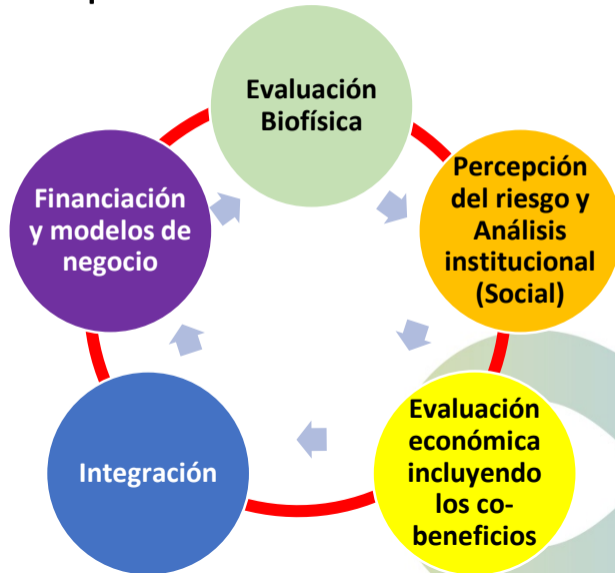 Evaluación
Biofísica
Percepción
del riesgo y
Análisis
institucional
(Social)
Evaluación
económica
incluyendo
los co-
beneficios
Integración
Financiación
y modelos de
negocio